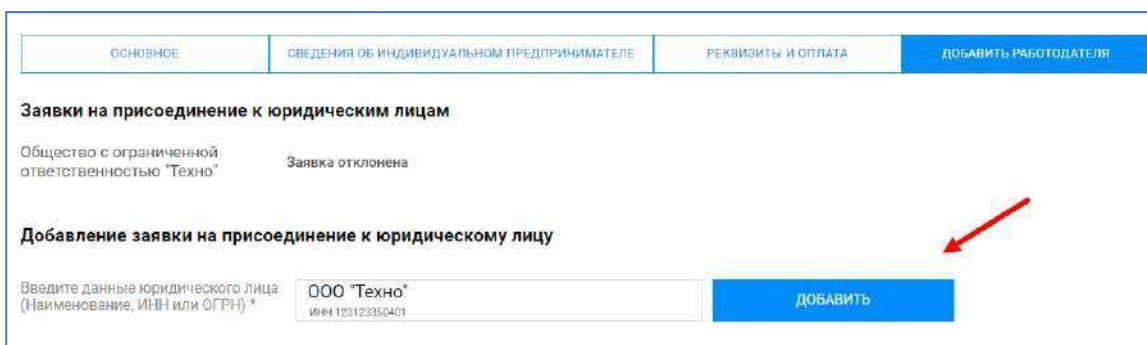 ОСНОВНОЕ
СВЕДЕНИЯ ОБ ИНДИВИДУАЛЬНОМ ПРЕДПРИНИМАТЕЛЕ
РЕКВИЗИТЫ И ОПЛАТА
ДОБАВИТЬ РАБОТОДАТЕЛЯ
Заявки на присоединение к юридическим лицам
Общество с ограниченной
ответственностью "Техно"
Заявка отклонена
Добавление заявки на присоединение к юридическому лицу
Введите данные юридического лица
(Наименование, ИНН или ОГРН) *
ООО "Техно"
ИНН 123123350401
ДОБАВИТЬ